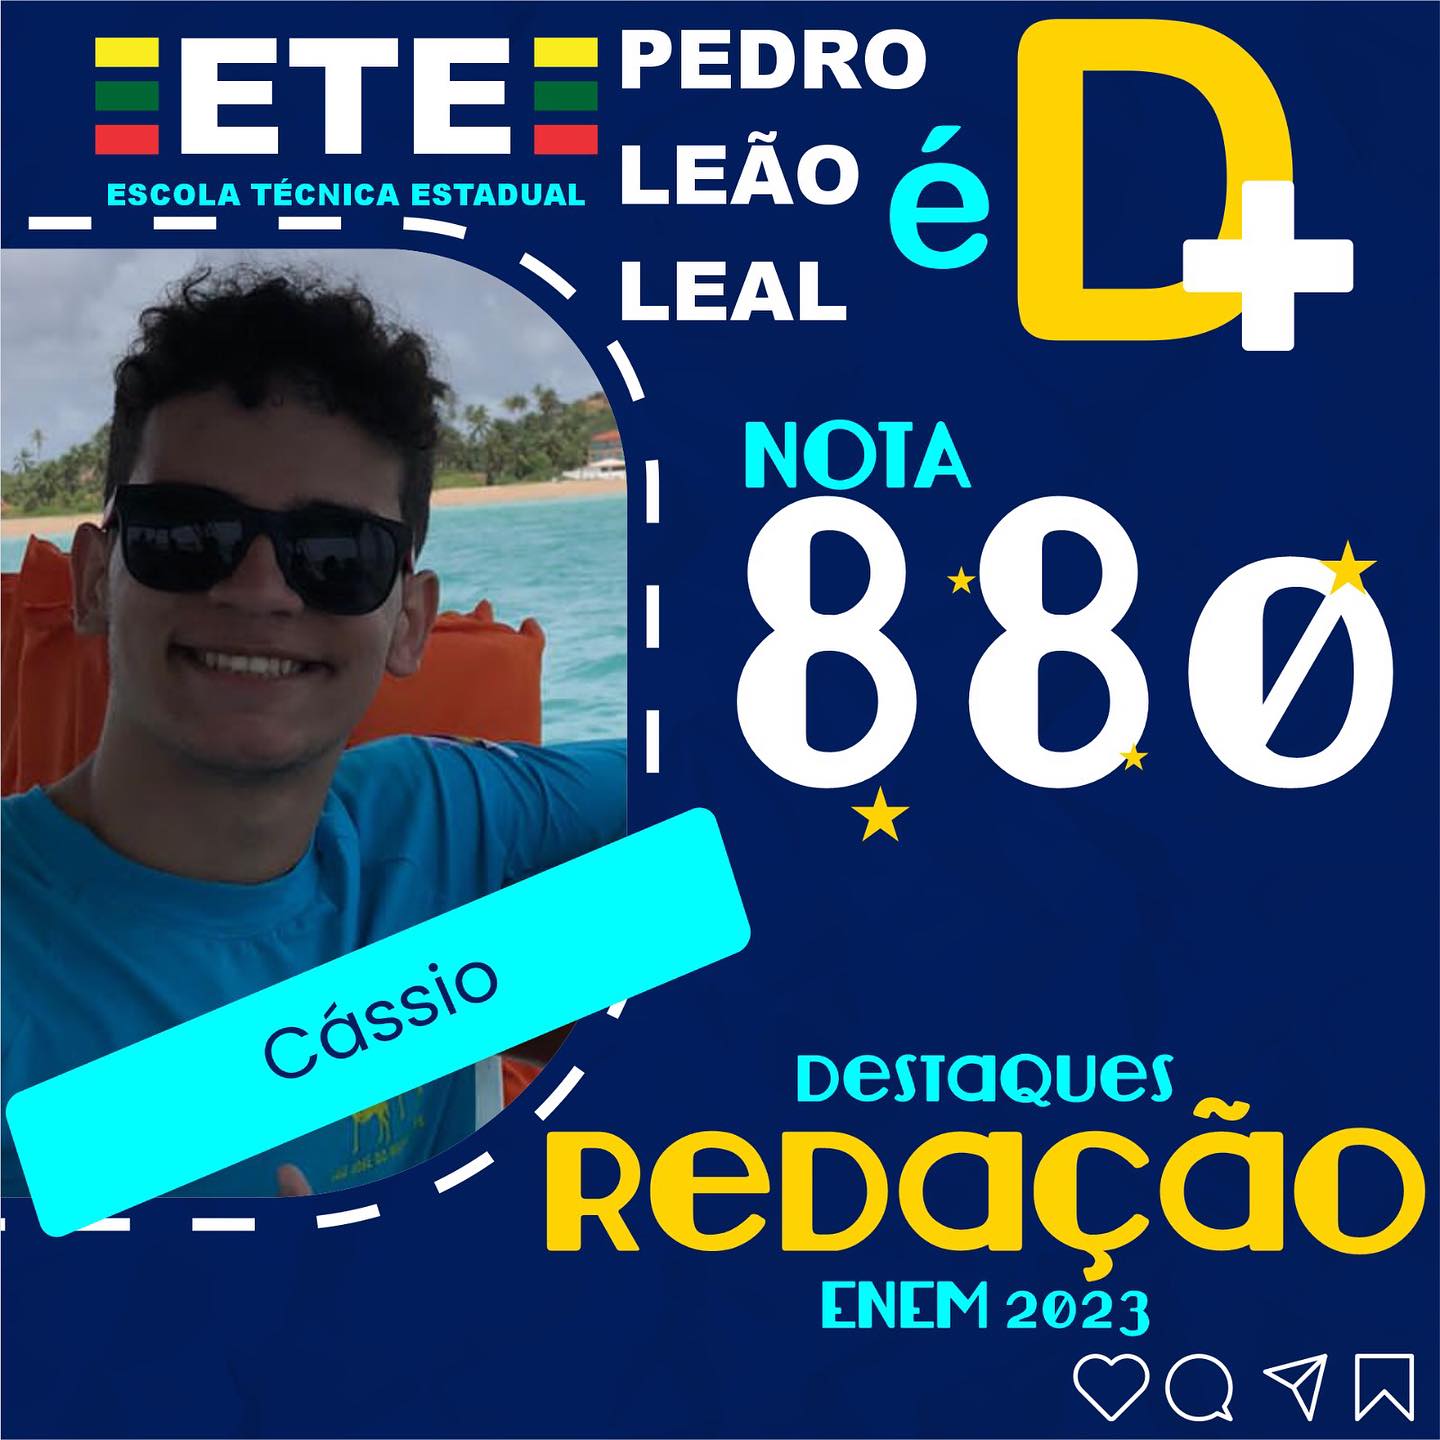 ETE
ESCOLA TÉCNICA ESTADUAL
PEDRO
LEÃO
LEAL
é
D+
NOTA
880
Cássio
DESTAQUES
REDAÇÃO
ENEM 2023